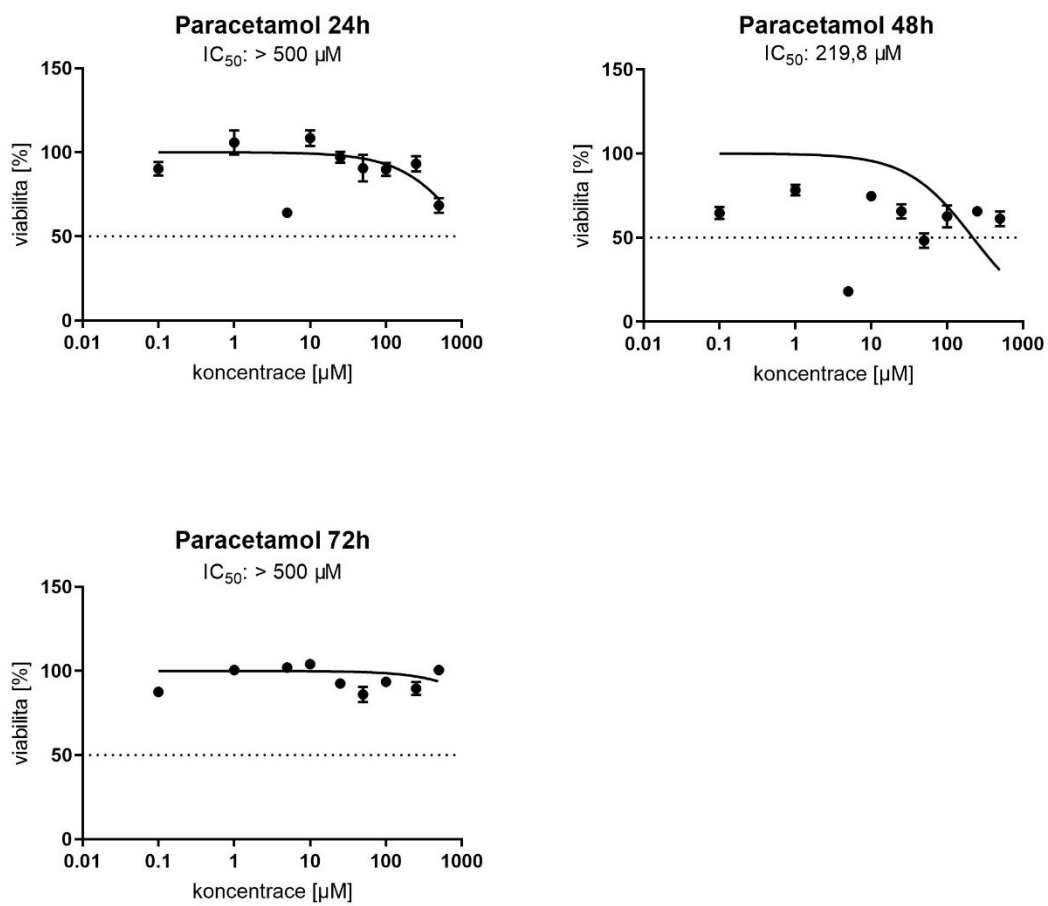 Paracetamol 24h
IC50: > 500 µM
150
100
50
0
viabilita [%]
0.01 0.1 1 10 100 1000
koncentrace [µM]
Paracetamol 48h
IC50: 219,8 µM
150
100
50
0
viabilita [%]
0.01 0.1 1 10 100 1000
koncentrace [µM]
Paracetamol 72h
IC50: > 500 µM
150
100
50
0
viabilita [%]
0.01 0.1 1 10 100 1000
koncentrace [µM]